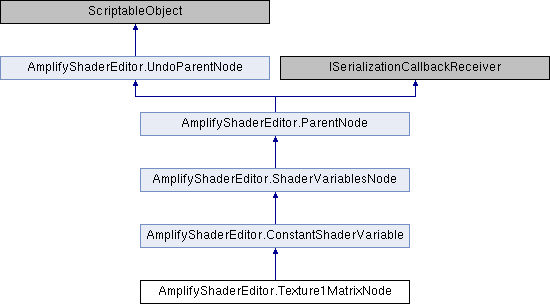 ScriptableObject
AmplifyShaderEditor.UndoParentNode
ISerializationCallbackReceiver
AmplifyShaderEditor.ParentNode
AmplifyShaderEditor.ShaderVariablesNode
AmplifyShaderEditor.ConstantShaderVariable
AmplifyShaderEditor.Texture1MatrixNode